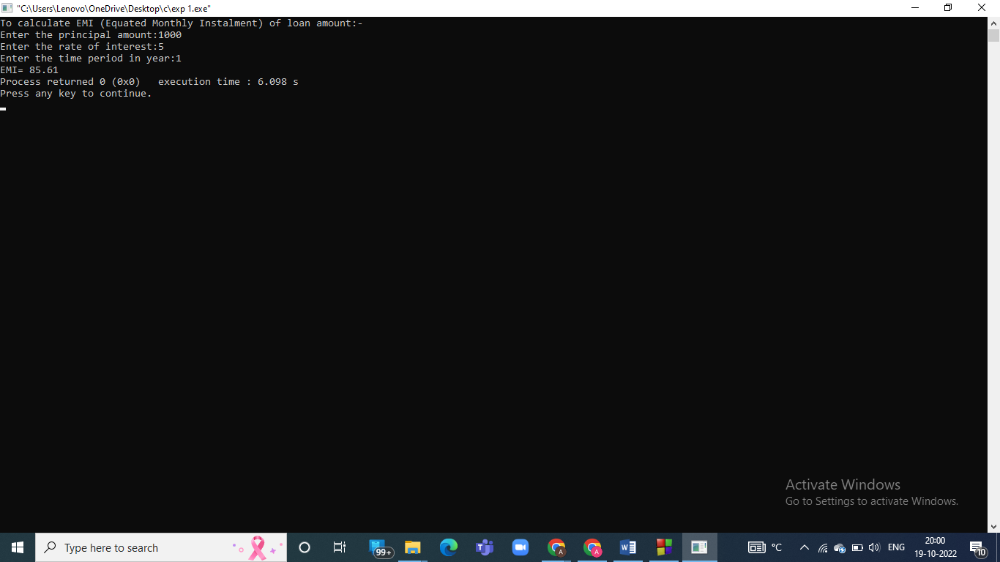 "C:\Users\Lenovo\OneDrive\Desktop\c\exp 1.exe"
To calculate EMI (Equated Monthly Instalment) of loan amount:-
Enter the principal amount:1000
Enter the rate of interest:5
Enter the time period in year:1
EMI= 85.61
Process returned 0 (0x0)   execution time : 6.098 s
Press any key to continue.
Activate Windows
Go to Settings to activate Windows.
Type here to search
99+
T
A
A
W
°C
ENG
20:00
19-10-2022
10